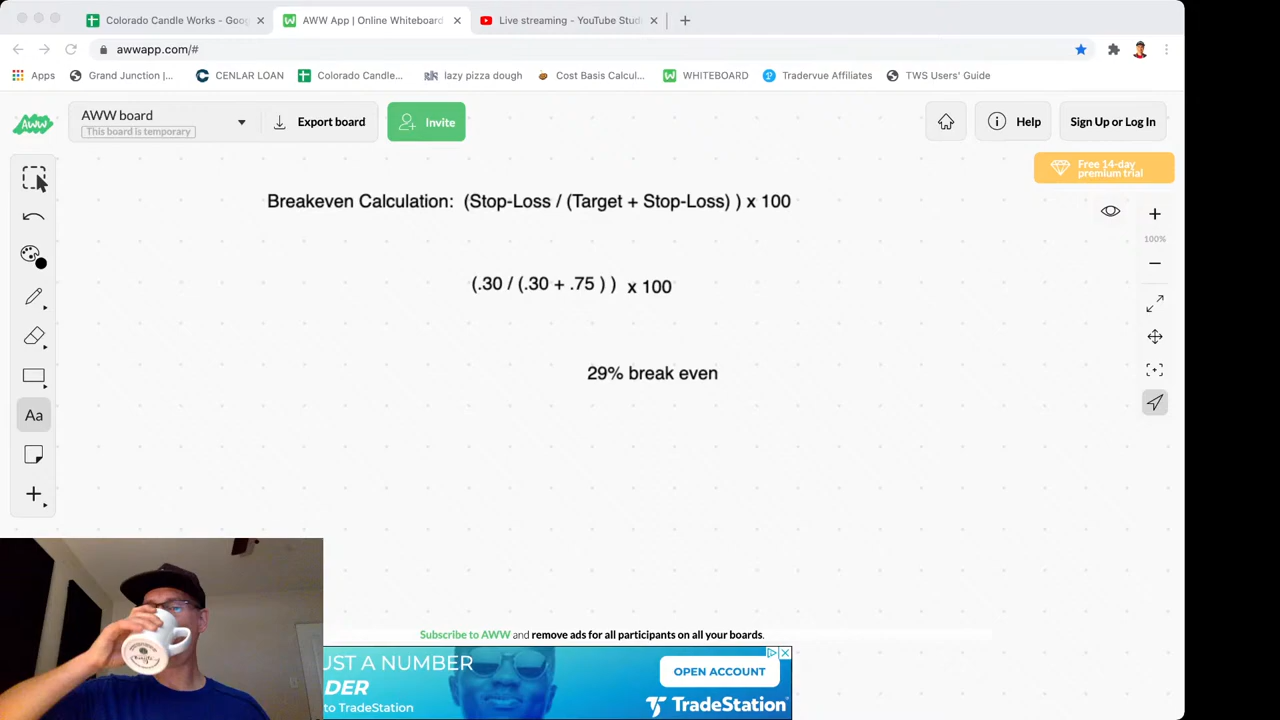 Colorado Candle Works - Goog
AWW App | Online Whiteboard
Live streaming - YouTube Studi
awwapp.com/#
Apps
Grand Junction |...
CENLAR LOAN
Colorado Candle...
lazy pizza dough
Cost Basis Calcul...
WHITEBOARD
Tradervue Affiliates
TWS Users' Guide
AWW
AWW board
This board is temporary
Export board
Invite
Help
Sign Up or Log In
Free 14-day
premium trial
Breakeven Calculation: (Stop-Loss / (Target + Stop-Loss) ) x 100
100%
(.30 / (.30 + .75 ) ) x 100
29% break even
Aa
Subscribe to AWW and remove ads for all participants on all your boards.
UST A NUMBER
DER
to TradeStation
OPEN ACCOUNT
TradeStation